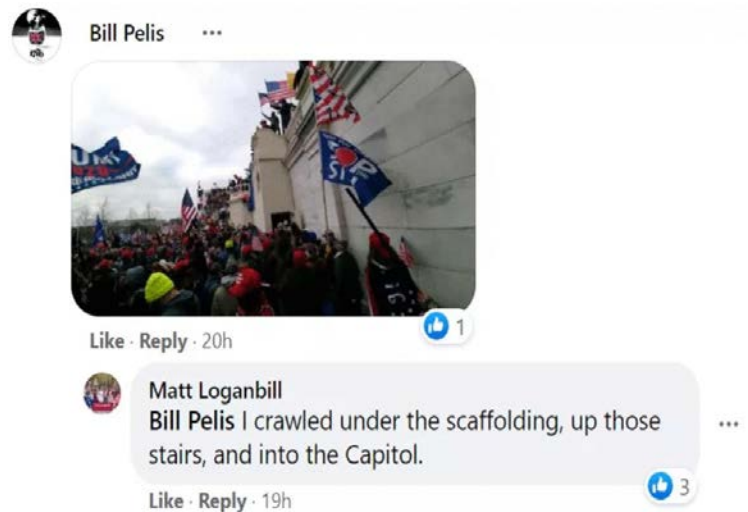 Bill Pelis ...
Like · Reply · 20h
1
Matt Loganbill
Bill Pelis I crawled under the scaffolding, up those
stairs, and into the Capitol.
...
3
Like · Reply · 19h